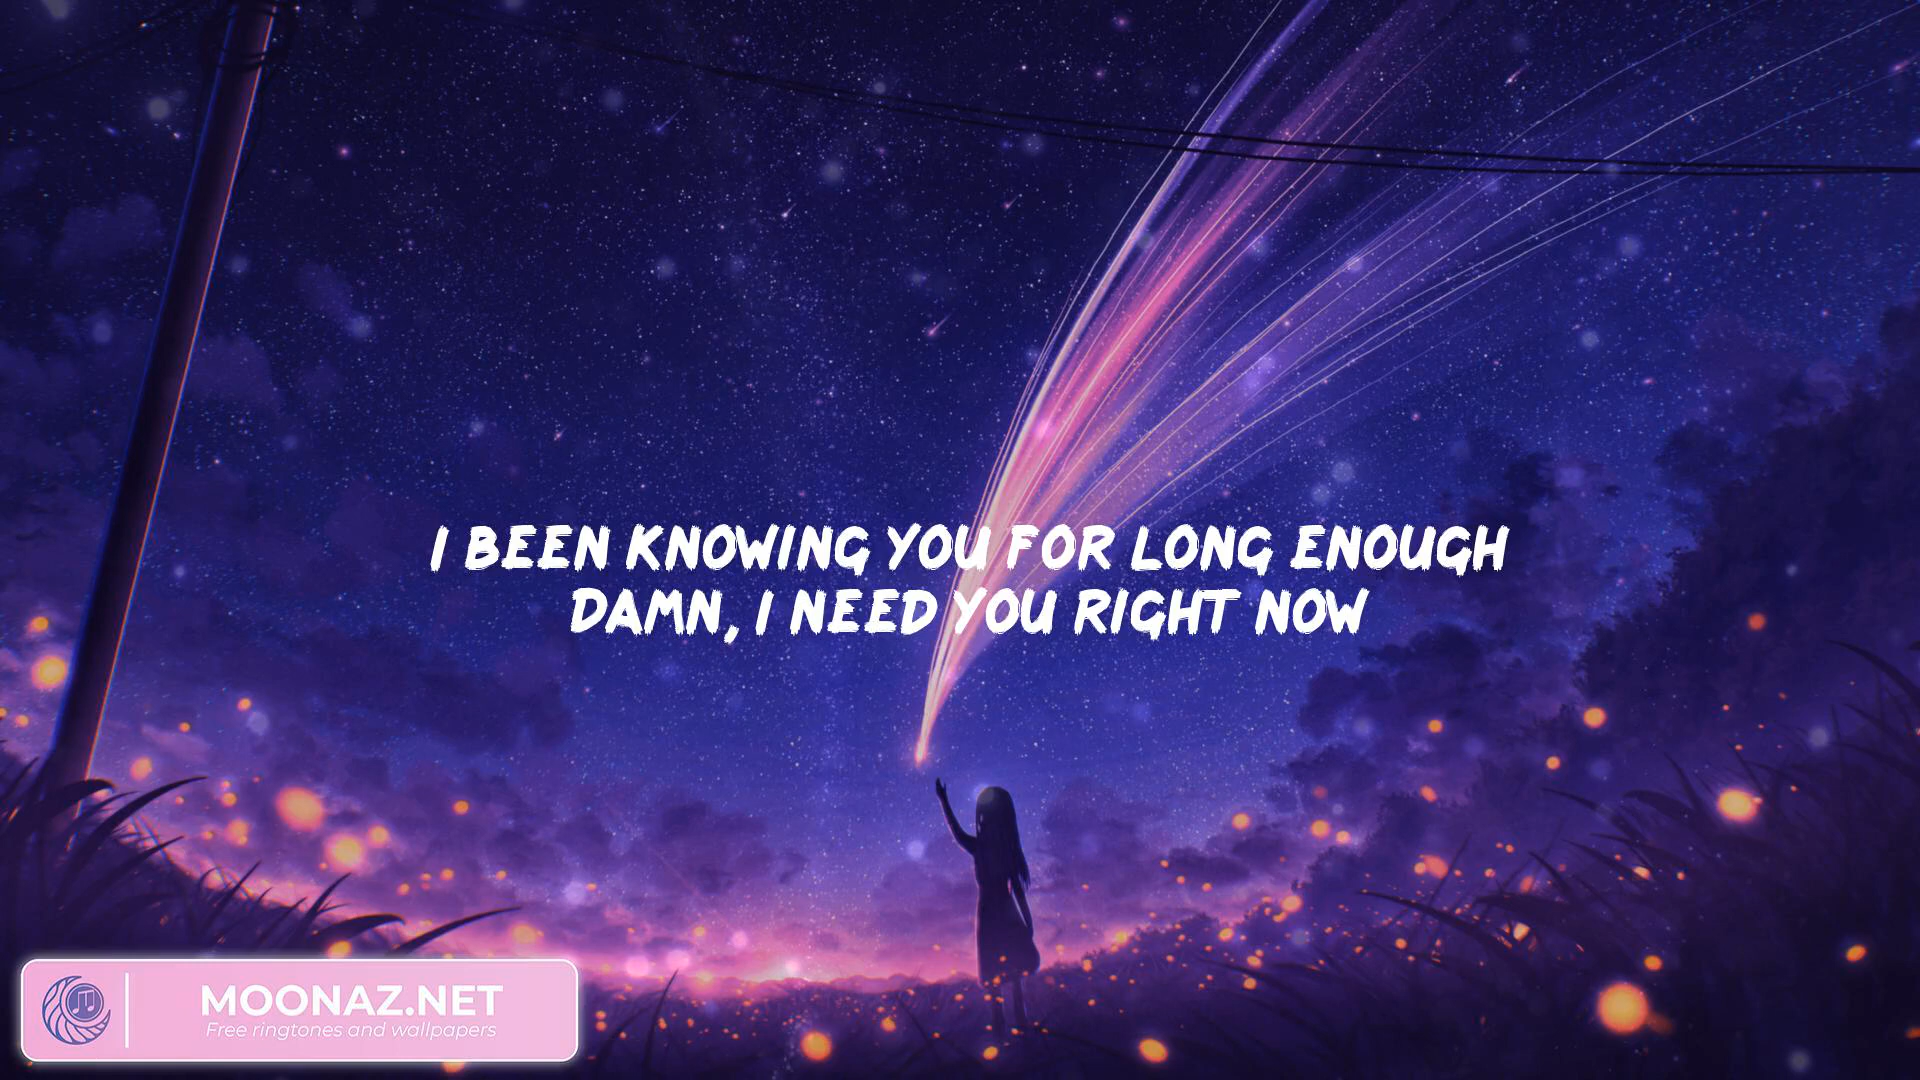 I BEEN KNOWING YOU FOR LONG ENOUGH
DAMN, I NEED YOU RIGHT NOW
MOONAZ.NET
Free ringtones and wallpapers